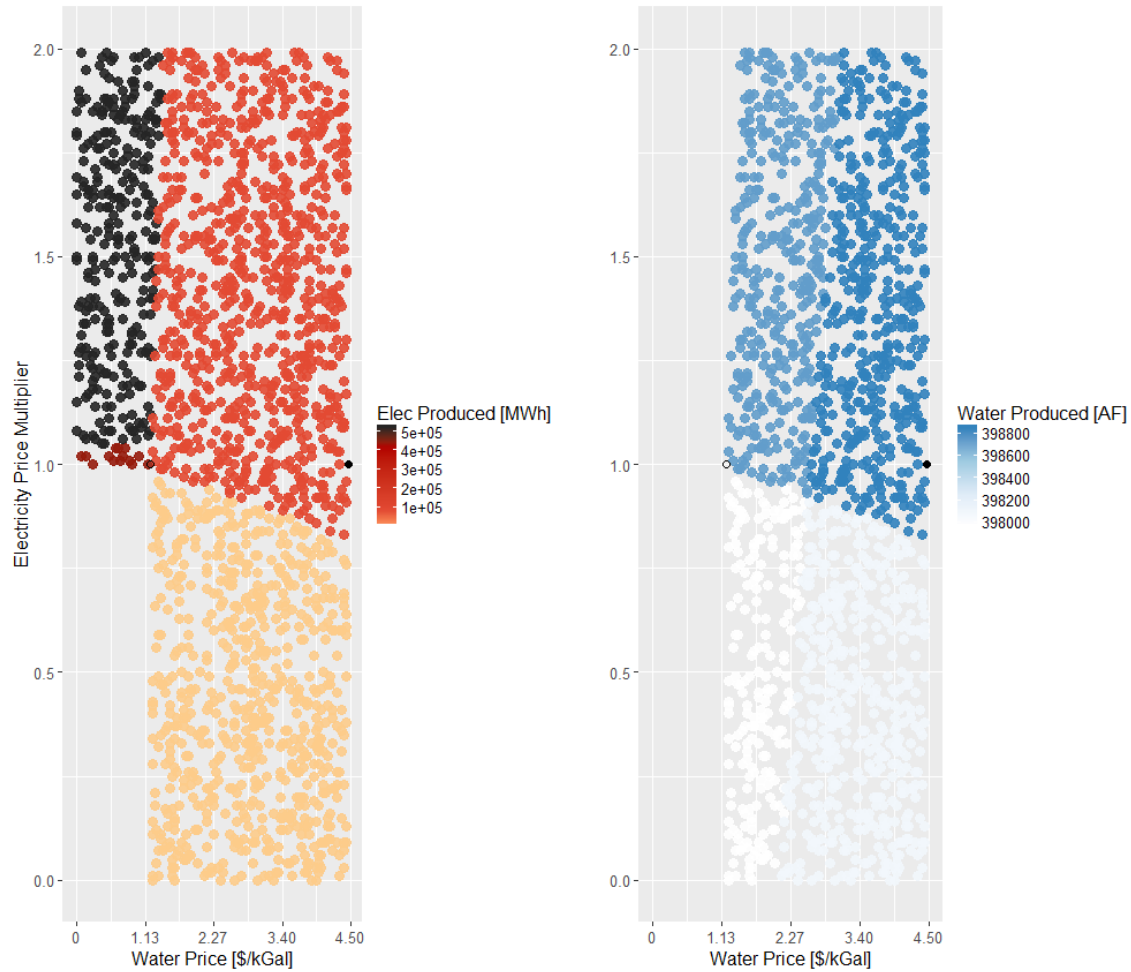 2.0
1.5
1.0
0.5
0.0
Electricity Price Multiplier
0 1.13 2.27 3.40 4.50
Water Price [$/kGal]
Elec Produced [MWh]
5e+05
4e+05
3e+05
2e+05
1e+05
2.0
1.5
1.0
0.5
0.0
0 1.13 2.27 3.40 4.50
Water Price [$/kGal]
Water Produced [AF]
398800
398600
398400
398200
398000